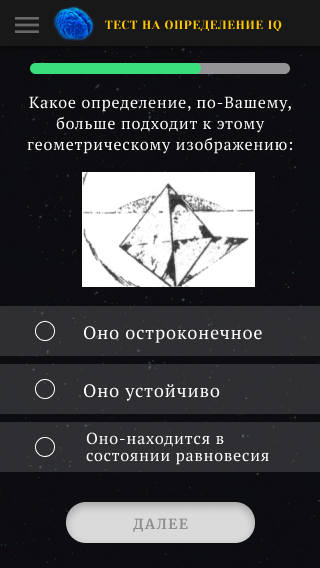 ТЕСТ НА ОПРЕДЕЛЕНИЕ IQ
Какое определение, по-Вашему,
больше подходит к этому
геометрическому изображению:
Оно остроконечное
Оно устойчиво
Оно-находится в
состоянии равновесия
ДАЛЕЕ